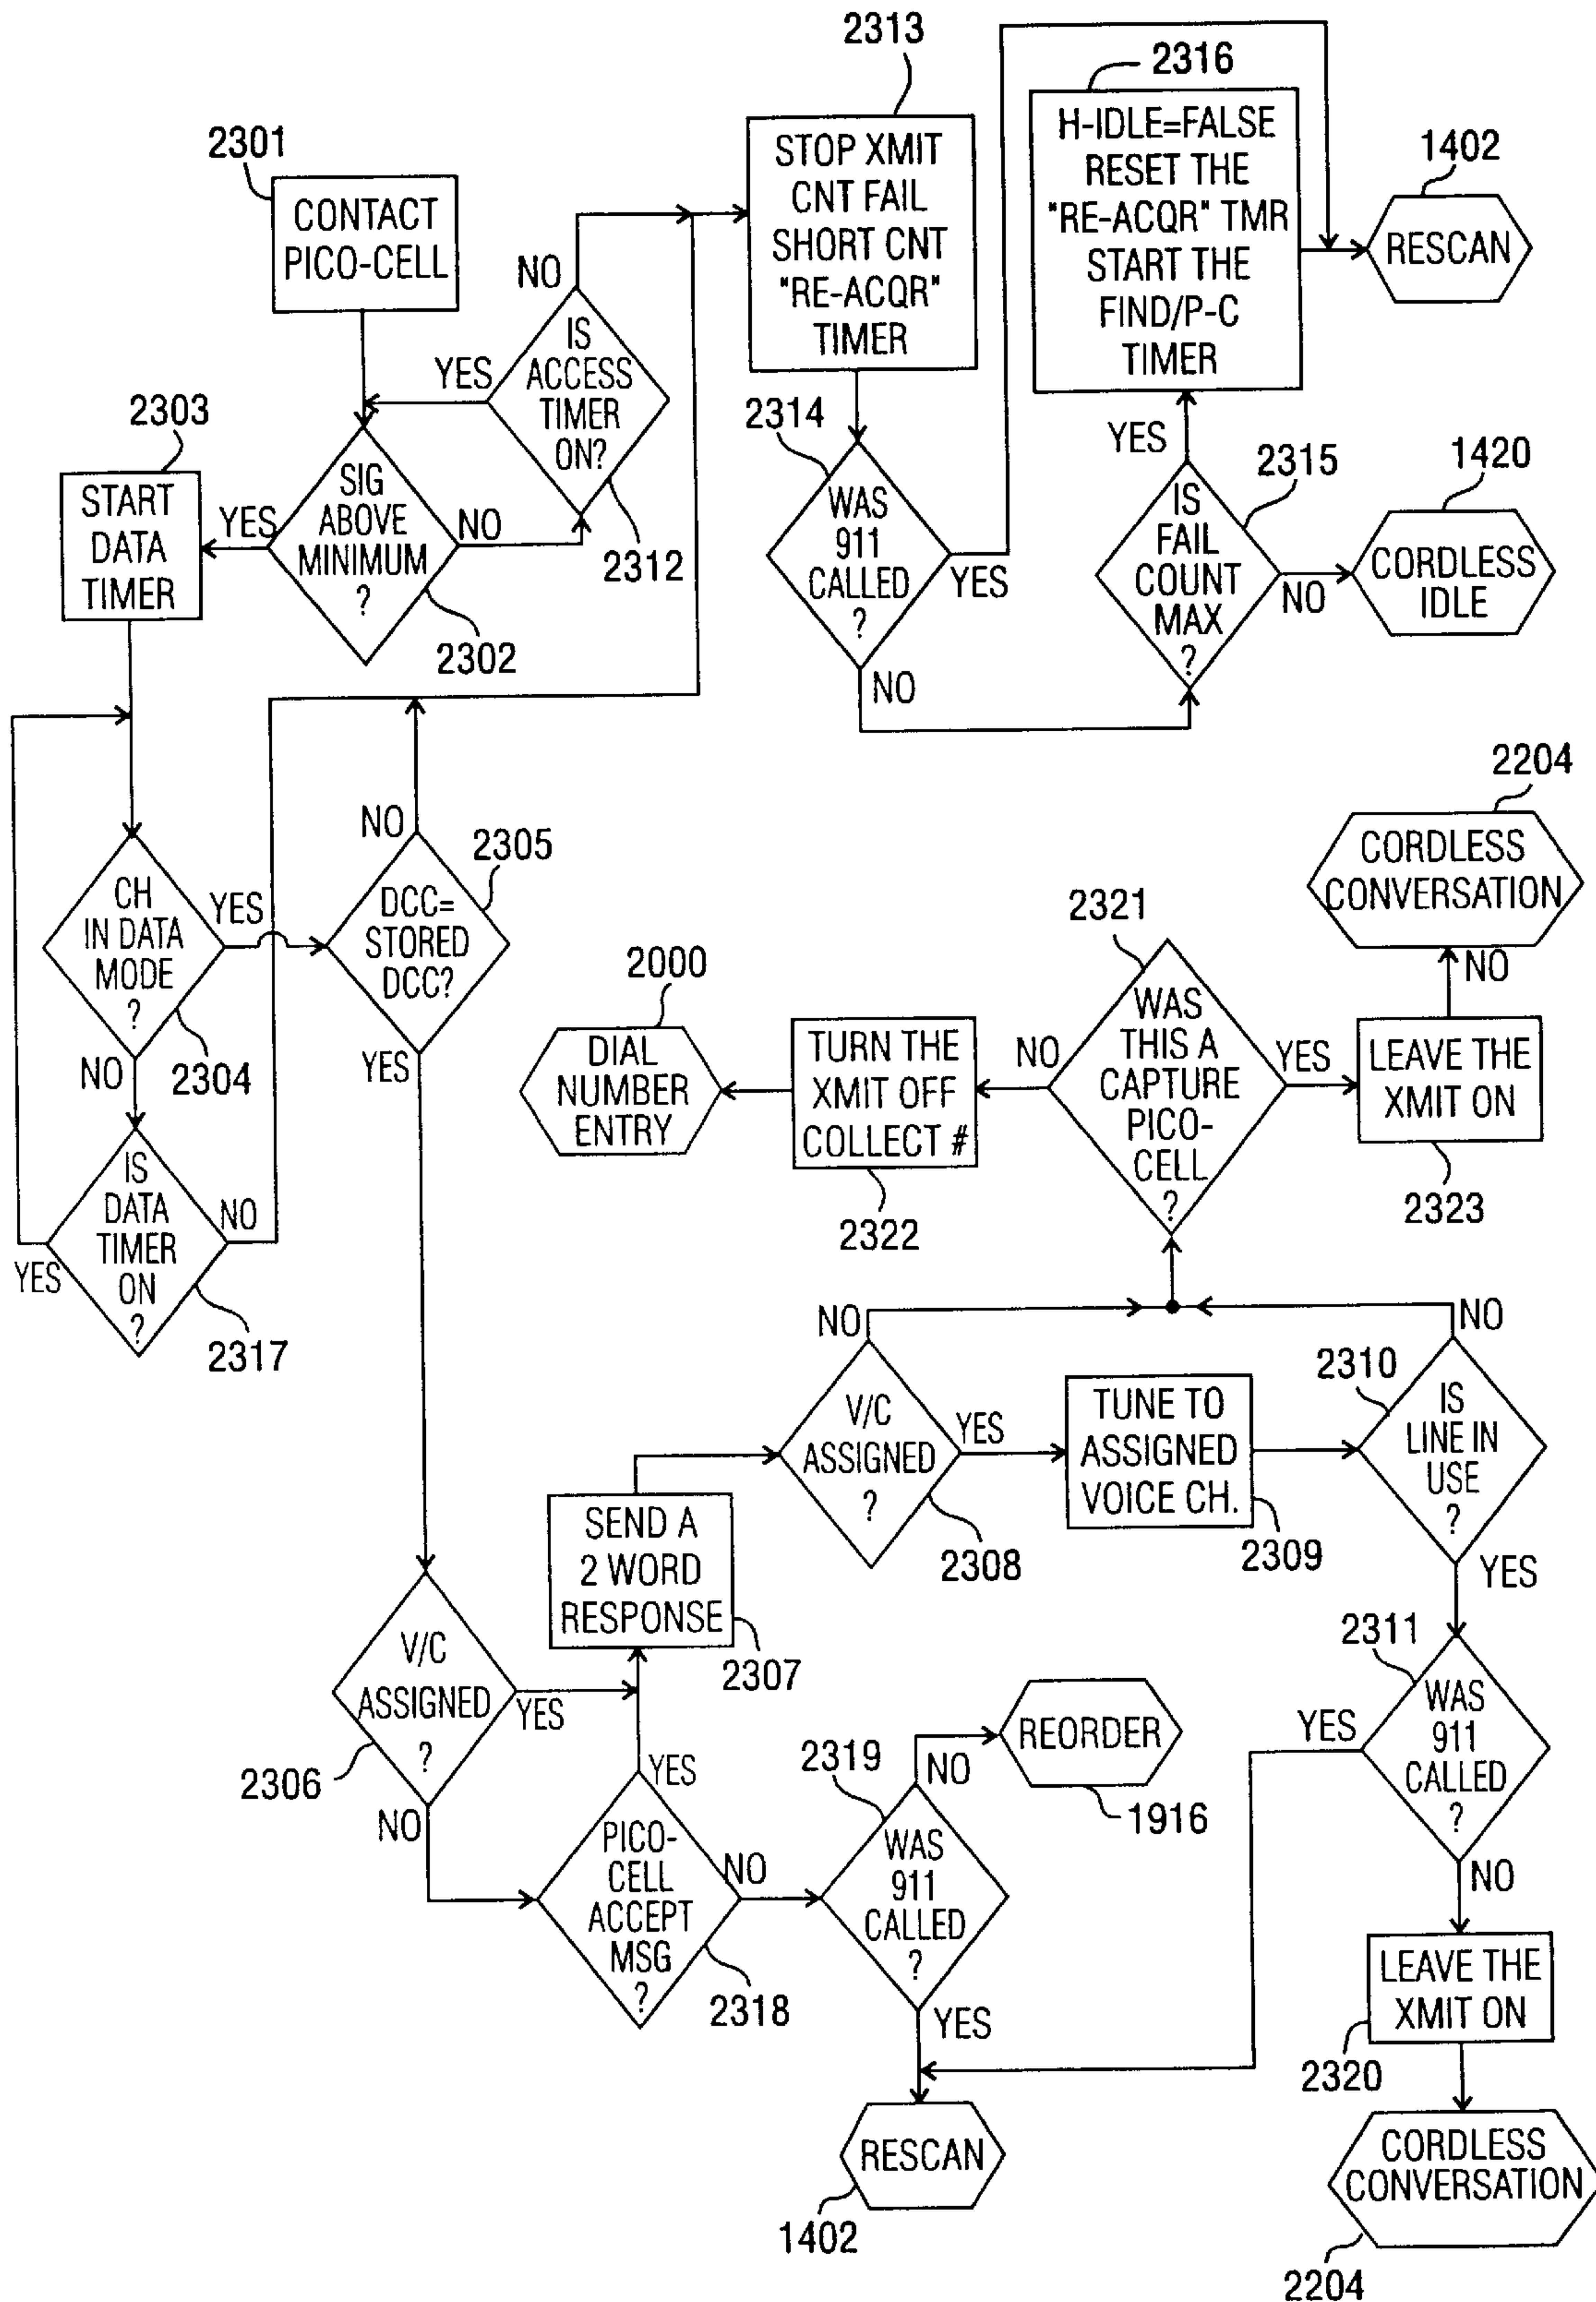 2313
2316
H-IDLE=FALSE
RESET THE
"RE-ACQR" TMR
START THE
FIND/P-C
TIMER
1402
RESCAN
2301
CONTACT
PICO-CELL
STOP XMIT
CNT FAIL
SHORT CNT
"RE-ACQR"
TIMER
NO
IS
ACCESS
TIMER
ON?
YES
2312
2303
START
DATA
TIMER
YES
SIG
ABOVE
MINIMUM
?
NO
2302
2314
WAS
911
CALLED
?
YES
NO
YES
2315
IS
FAIL
COUNT
MAX
?
NO
1420
CORDLESS
IDLE
CH
IN DATA
MODE
?
YES
NO
2304
NO
2305
DCC=
STORED
DCC?
YES
IS
DATA
TIMER
ON
?
NO
YES
2317
2204
CORDLESS
CONVERSATION
NO
2321
WAS
THIS A
CAPTURE
PICO-
CELL
?
NO
YES
2000
DIAL
NUMBER
ENTRY
TURN THE
XMIT OFF
COLLECT #
2322
LEAVE THE
XMIT ON
2323
NO
V/C
ASSIGNED
?
YES
2308
TUNE TO
ASSIGNED
VOICE CH.
2309
NO
2310
IS
LINE IN
USE
?
YES
SEND A
2 WORD
RESPONSE
2307
V/C
ASSIGNED
?
YES
2306
NO
YES
PICO-
CELL
ACCEPT
MSG
?
NO
2318
2319
WAS
911
CALLED
?
NO
YES
REORDER
1916
2311
WAS
911
CALLED
?
YES
NO
LEAVE THE
XMIT ON
2320
RESCAN
1402
CORDLESS
CONVERSATION
2204